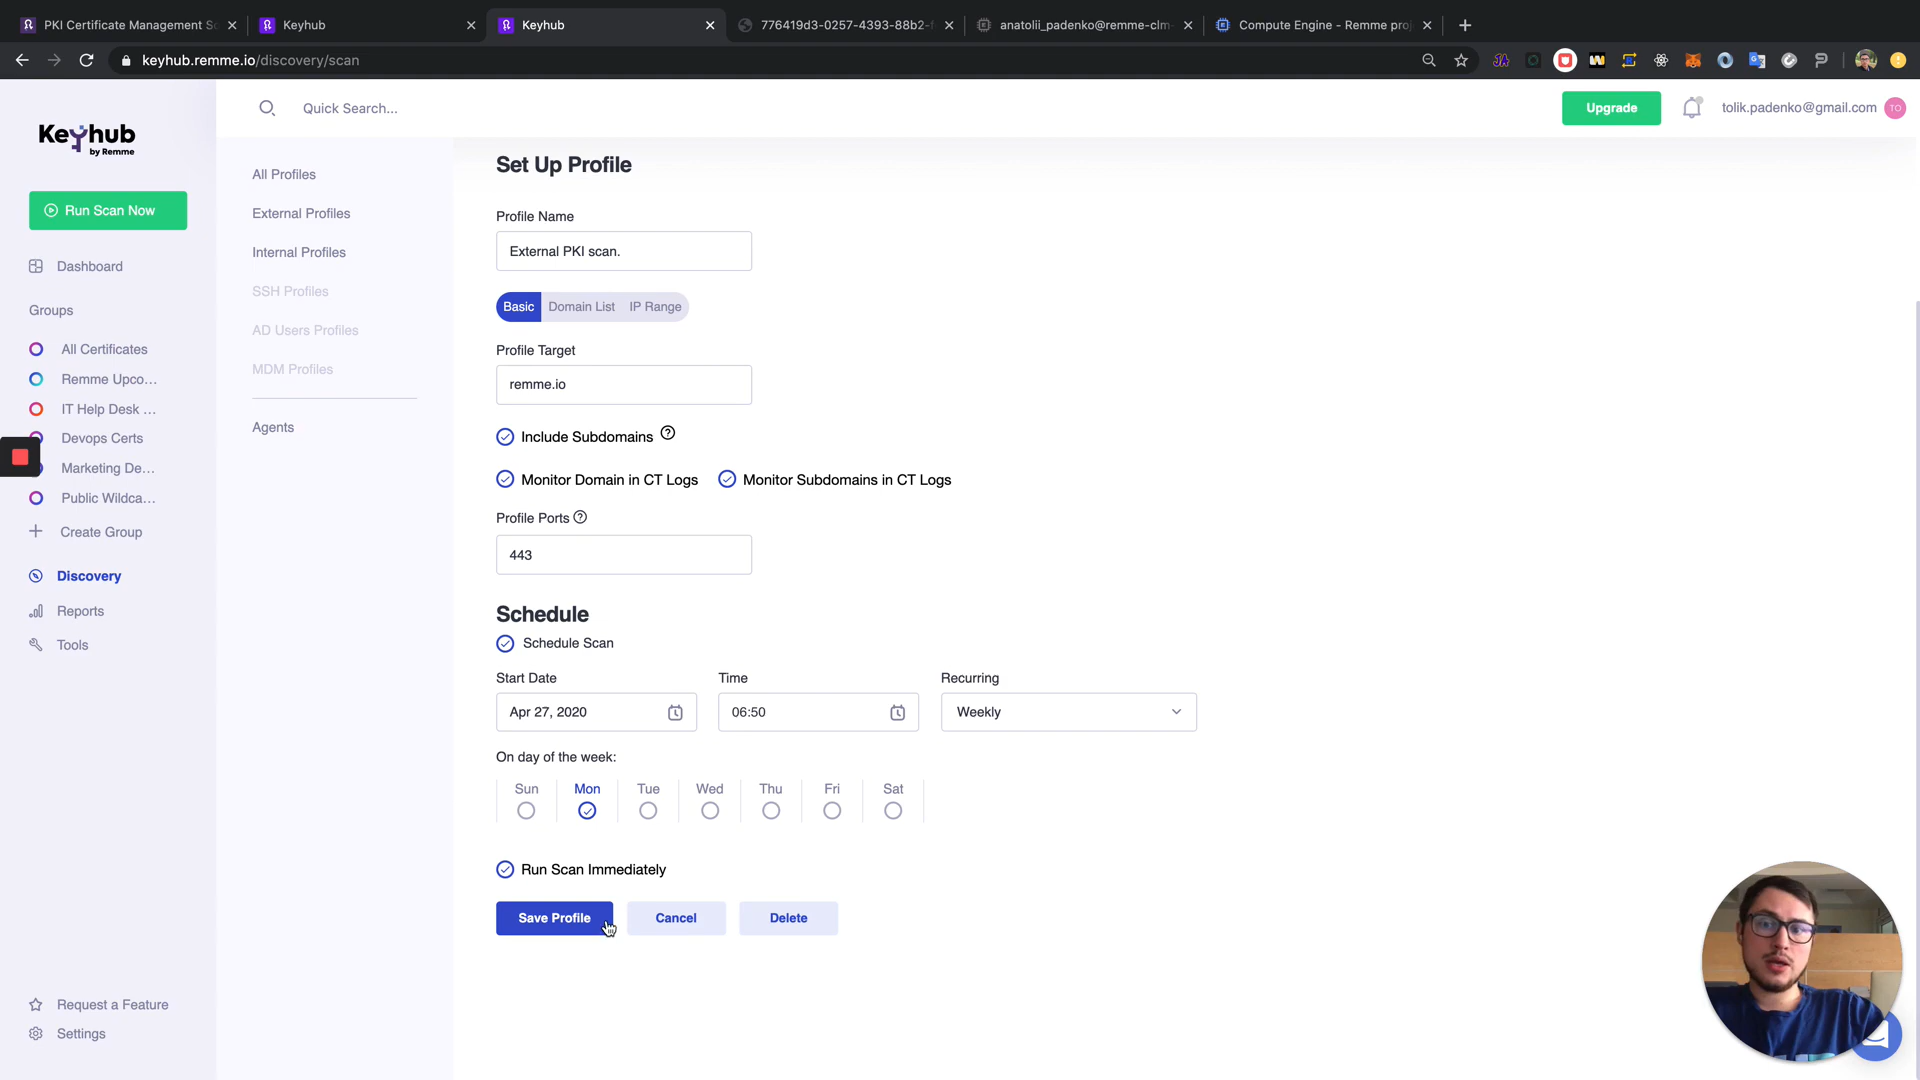 PKI Certificate Management So
Keyhub
Keyhub
776419d3-0257-4393-88b2-f
anatolii_padenko@remme-clm-
Compute Engine - Remme proj
keyhub.remme.io/discovery/scan
Keyhub
by Remme
Quick Search...
Upgrade
tolik.padenko@gmail.com
TO
Run Scan Now
Dashboard
Groups
All Certificates
Remme Upco...
IT Help Desk ...
Devops Certs
Marketing De...
Public Wildca...
Create Group
Discovery
Reports
Tools
Request a Feature
Settings
All Profiles
External Profiles
Internal Profiles
SSH Profiles
AD Users Profiles
MDM Profiles
Agents
Set Up Profile
Profile Name
External PKI scan.
Basic Domain List IP Range
Profile Target
remme.io
Include Subdomains ?
Monitor Domain in CT Logs Monitor Subdomains in CT Logs
Profile Ports ?
443
Schedule
Schedule Scan
Start Date Time Recurring
Apr 27, 2020 06:50 Weekly
On day of the week:
Sun Mon Tue Wed Thu Fri Sat
Run Scan Immediately
Save Profile Cancel Delete